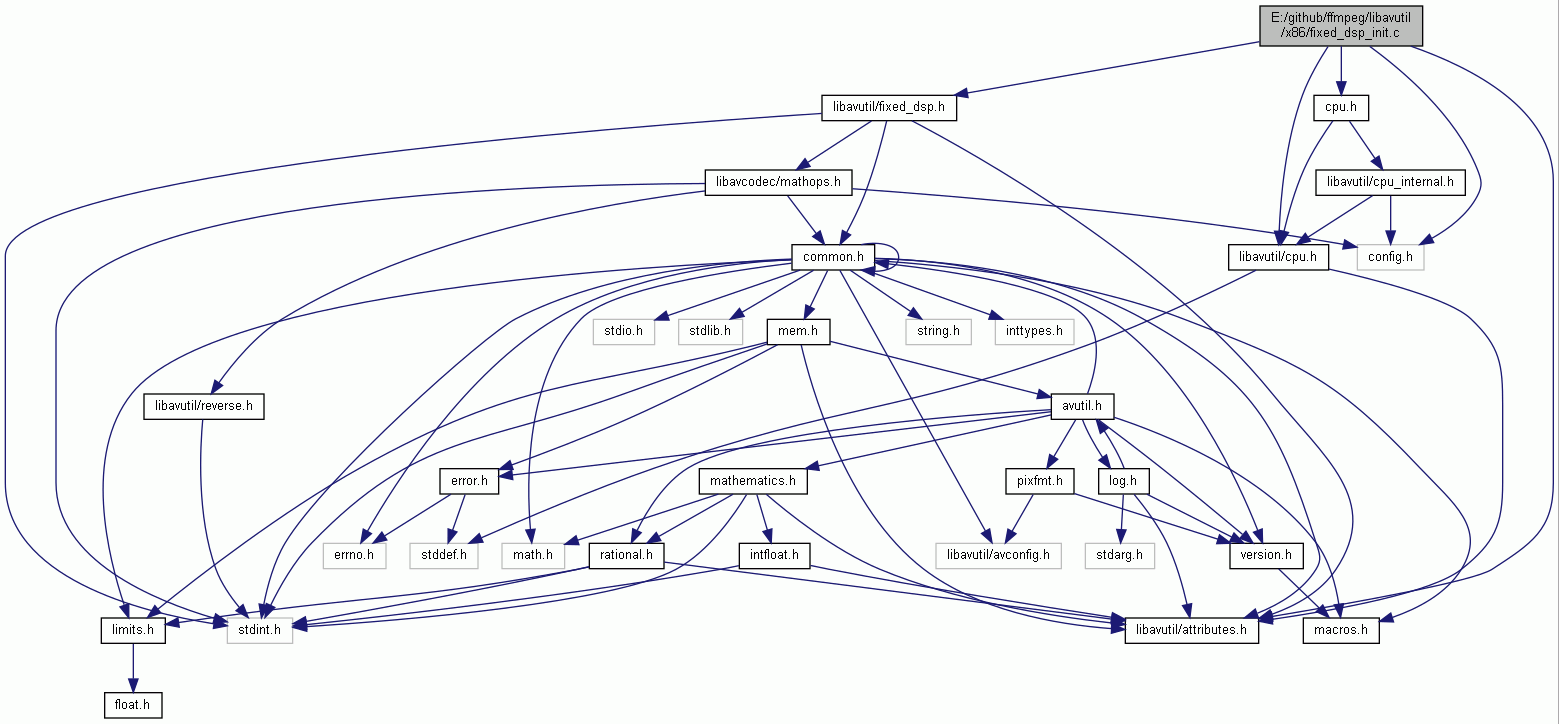 E:/github/ffmpeg/libavutil
/x86/fixed_dsp_init.c
libavutil/fixed_dsp.h
cpu.h
libavcodec/mathops.h
libavutil/cpu_internal.h
common.h
libavutil/cpu.h
config.h
stdio.h
stdlib.h
mem.h
string.h
inttypes.h
libavutil/reverse.h
avutil.h
error.h
mathematics.h
pixfmt.h
log.h
errno.h
stddef.h
math.h
rational.h
intfloat.h
libavutil/avconfig.h
stdarg.h
version.h
limits.h
stdint.h
libavutil/attributes.h
macros.h
float.h